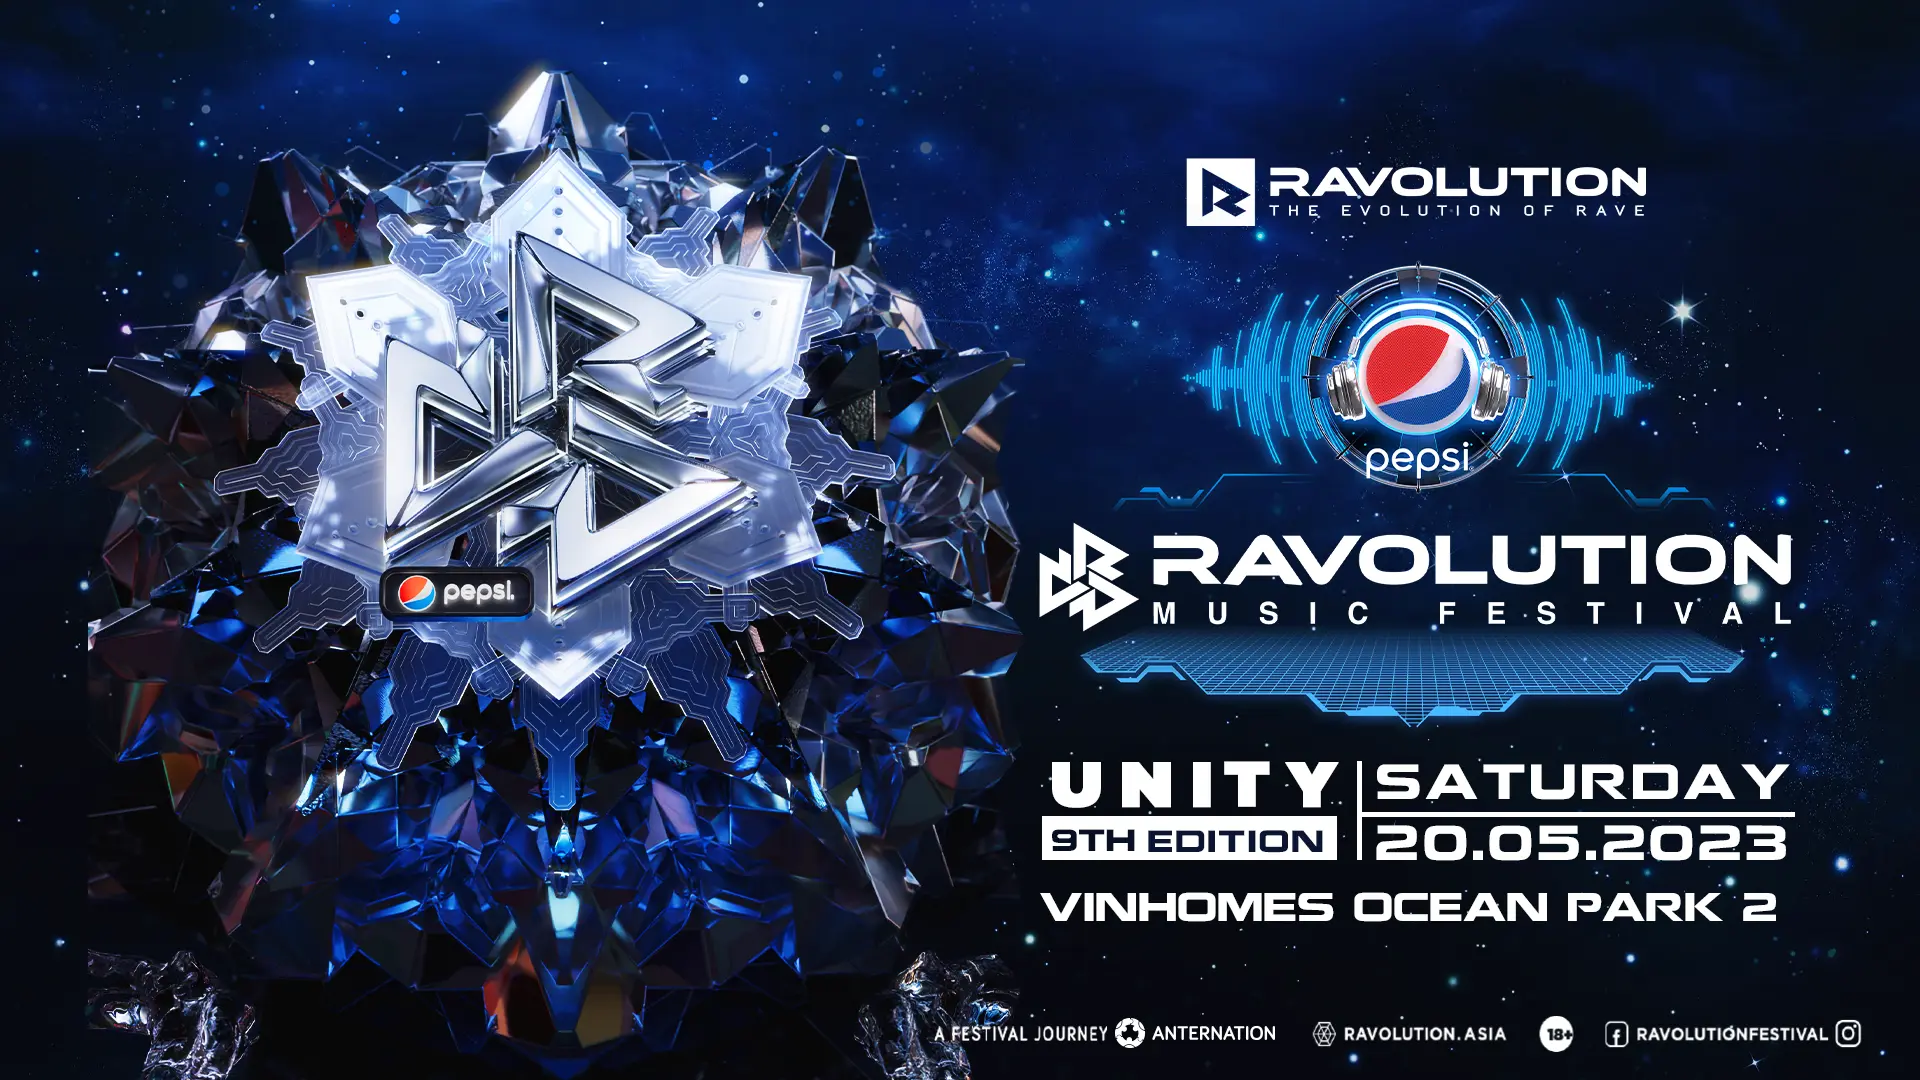 RAVOLUTION
THE EVOLUTION OF RAVE
pepsi
pepsi.
RAVOLUTION
MUSIC FESTIVAL
UNITY
9TH EDITION
SATURDAY
20.05.2023
VINHOMES OCEAN PARK 2
A FESTIVAL JOURNEY ANTERNATION RAVOLUTION.ASIA 18+ RAVOLUTIONFESTIVAL